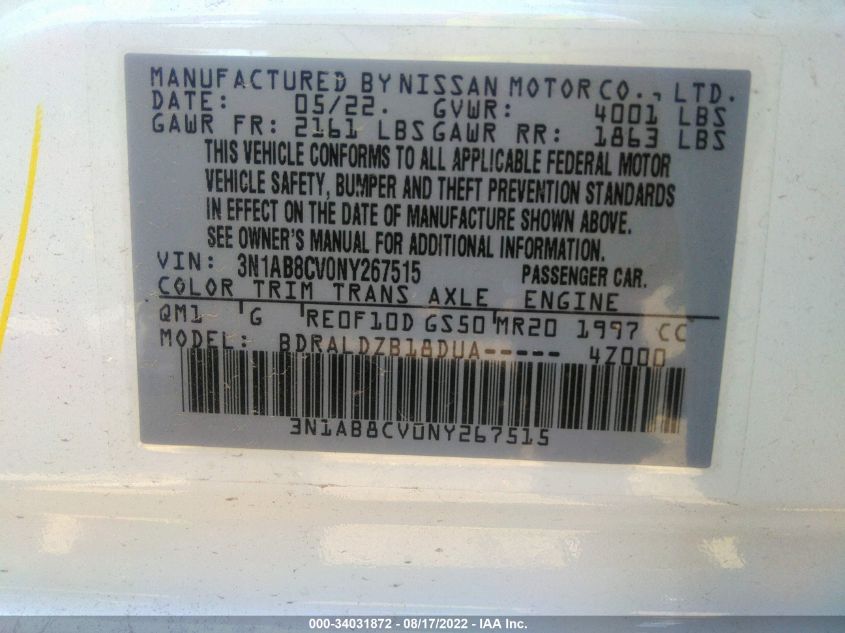 MANUFACTURED BY NISSAN MOTOR CO., LTD.
DATE: 05/22. GVWR: 4001 LBS
GAWR FR: 2161 LBS GAWR RR: 1863 LBS
THIS VEHICLE CONFORMS TO ALL APPLICABLE FEDERAL MOTOR
VEHICLE SAFETY, BUMPER AND THEFT PREVENTION STANDARDS
IN EFFECT ON THE DATE OF MANUFACTURE SHOWN ABOVE.
SEE OWNER'S MANUAL FOR ADDITIONAL INFORMATION.
VIN: 3N1AB8CV0NY267515 PASSENGER CAR.
COLOR TRIM TRANS AXLE ENGINE
QM1 G RE0F10D GS50 MR20 1997 CC
MODEL: BDRALDZB18DUA----- 4Z000
3N1AB8CV0NY267515
000-34031872 - 08/17/2022 - IAA Inc.